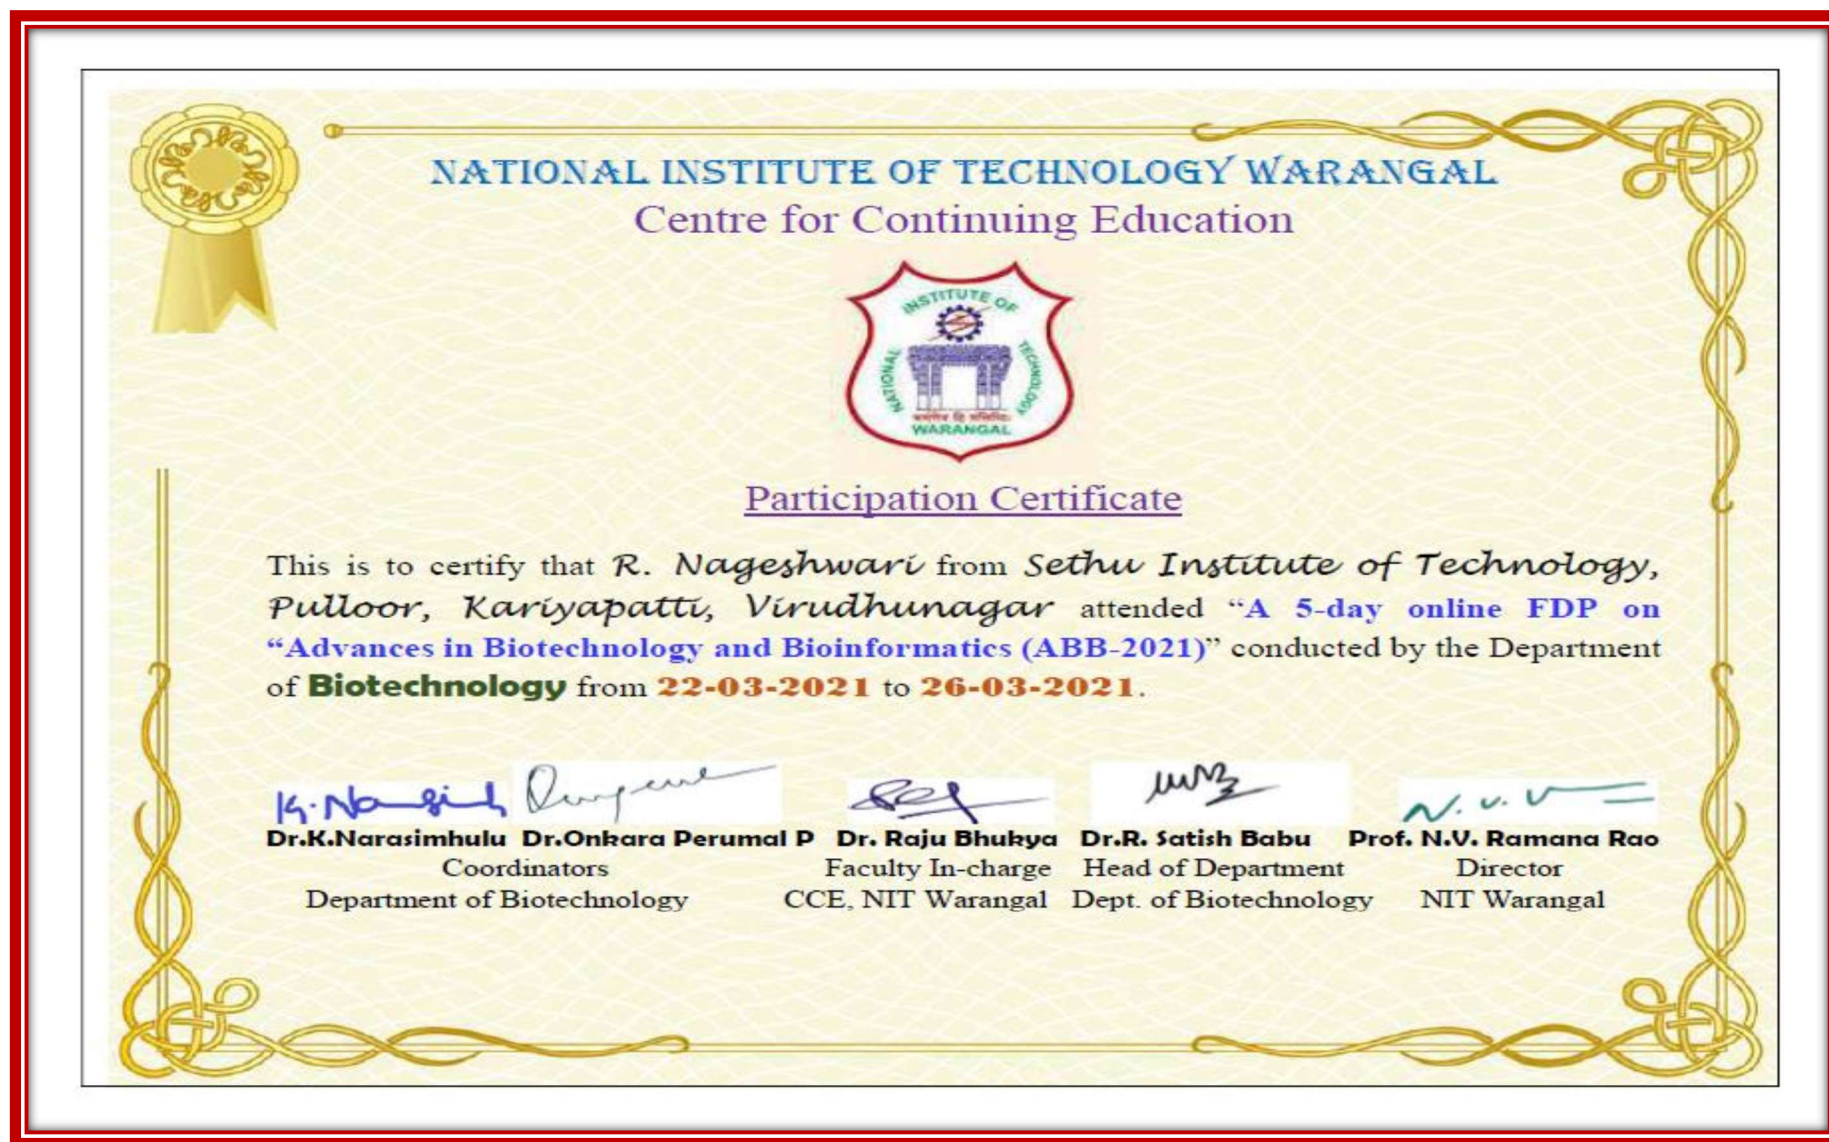 NATIONAL INSTITUTE OF TECHNOLOGY WARANGAL
Centre for Continuing Education
NATIONAL INSTITUTE OF TECHNOLOGY
WARANGAL
Participation Certificate
This is to certify that R. Nageshwari from Sethu Institute of Technology,
Pulloor, Kariyapatti, Virudhunagar attended “A 5-day online FDP on
“Advances in Biotechnology and Bioinformatics (ABB-2021)” conducted by the Department
of Biotechnology from 22-03-2021 to 26-03-2021.
K. Narasimh
N. V.
Dr.K.Narasimhulu Dr.Onkara Perumal P Dr. Raju Bhukya Dr.R. Satish Babu Prof. N.V. Ramana Rao
Coordinators Faculty In-charge Head of Department Director
Department of Biotechnology CCE, NIT Warangal Dept. of Biotechnology NIT Warangal